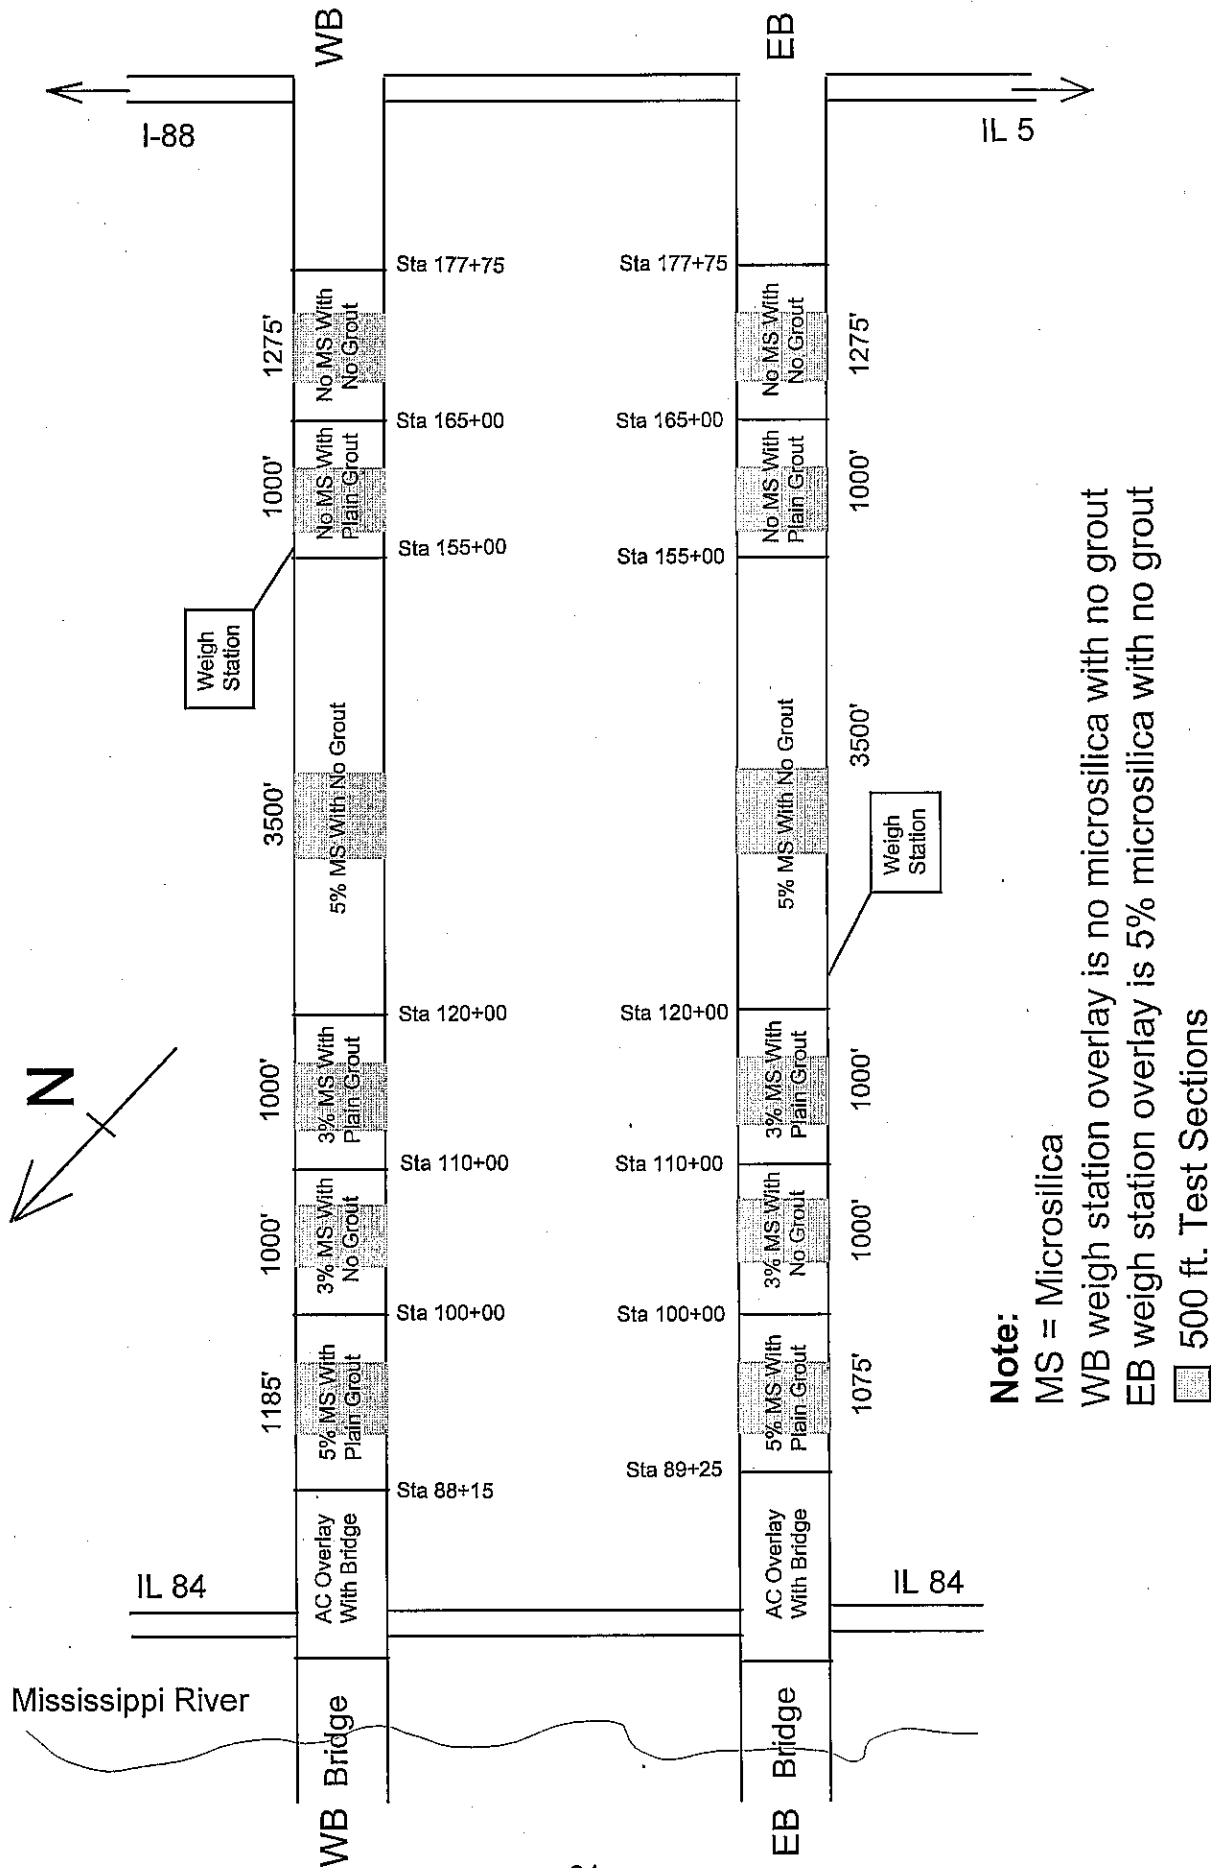 WB
EB
I-88
IL 5
Sta 177+75
Sta 177+75
1275'
No MS With
No Grout
No MS With
No Grout
1275'
Sta 165+00
Sta 165+00
1000'
No MS With
Plain Grout
No MS With
Plain Grout
1000'
Sta 155+00
Sta 155+00
Weigh
Station
3500'
5% MS With No Grout
5% MS With No Grout
3500'
Weigh
Station
Sta 120+00
Sta 120+00
N
1000'
3% MS With
Plain Grout
3% MS With
Plain Grout
1000'
Sta 110+00
Sta 110+00
1000'
3% MS With
No Grout
3% MS With
No Grout
1000'
Sta 100+00
Sta 100+00
1185'
5% MS With
Plain Grout
5% MS With
Plain Grout
1075'
Sta 88+15
Sta 89+25
AC Overlay
With Bridge
AC Overlay
With Bridge
IL 84
IL 84
Mississippi River
WB Bridge
EB Bridge
Note:
MS = Microsilica
WB weigh station overlay is no microsilica with no grout
EB weigh station overlay is 5% microsilica with no grout
500 ft. Test Sections